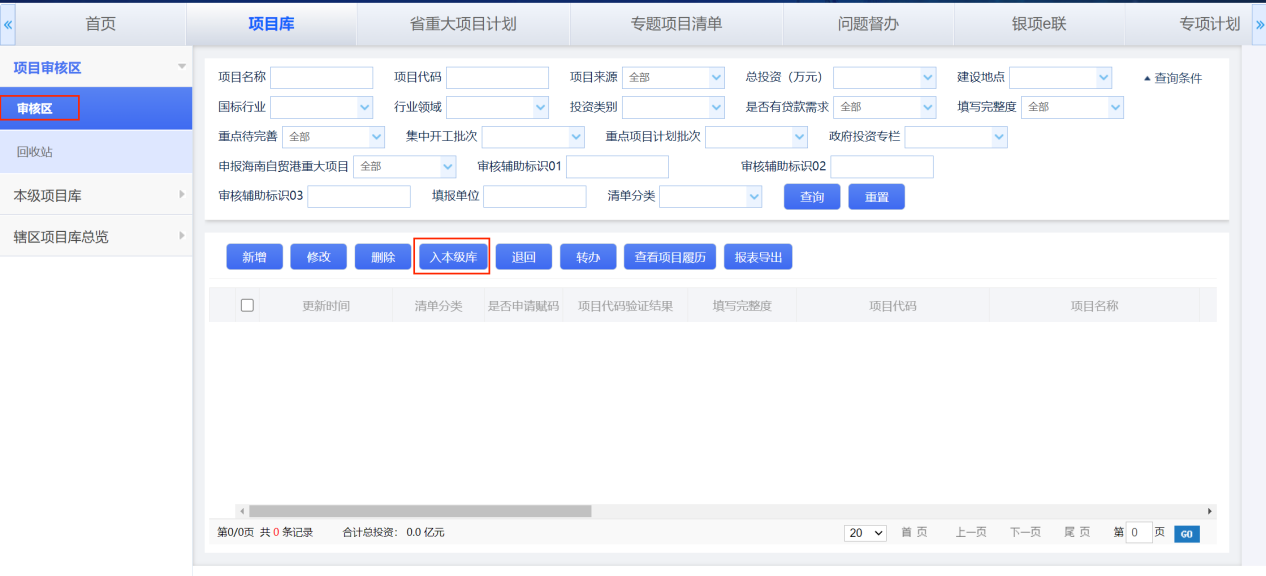 « 首页 项目库 省重大项目计划 专题项目清单 问题督办 银项e联 专项计划 »
项目审核区
审核区
回收站
本级项目库
辖区项目库总览
项目名称 项目代码 项目来源 全部 总投资（万元） 建设地点 查询条件
国标行业 行业领域 投资类别 是否有贷款需求 全部 填写完整度 全部
重点待完善 全部 集中开工批次 重点项目计划批次 政府投资专栏
申报海南自贸港重大项目 全部 审核辅助标识01 审核辅助标识02
审核辅助标识03 填报单位 清单分类 查询 重置
新增 修改 删除 入本级库 退回 转办 查看项目履历 报表导出
更新时间 清单分类 是否申请赋码 项目代码验证结果 填写完整度 项目代码 项目名称
第0/0页 共 0 条记录 合计总投资： 0.0 亿元 20 首 页 上一页 下一页 尾 页 第 0 页 GO